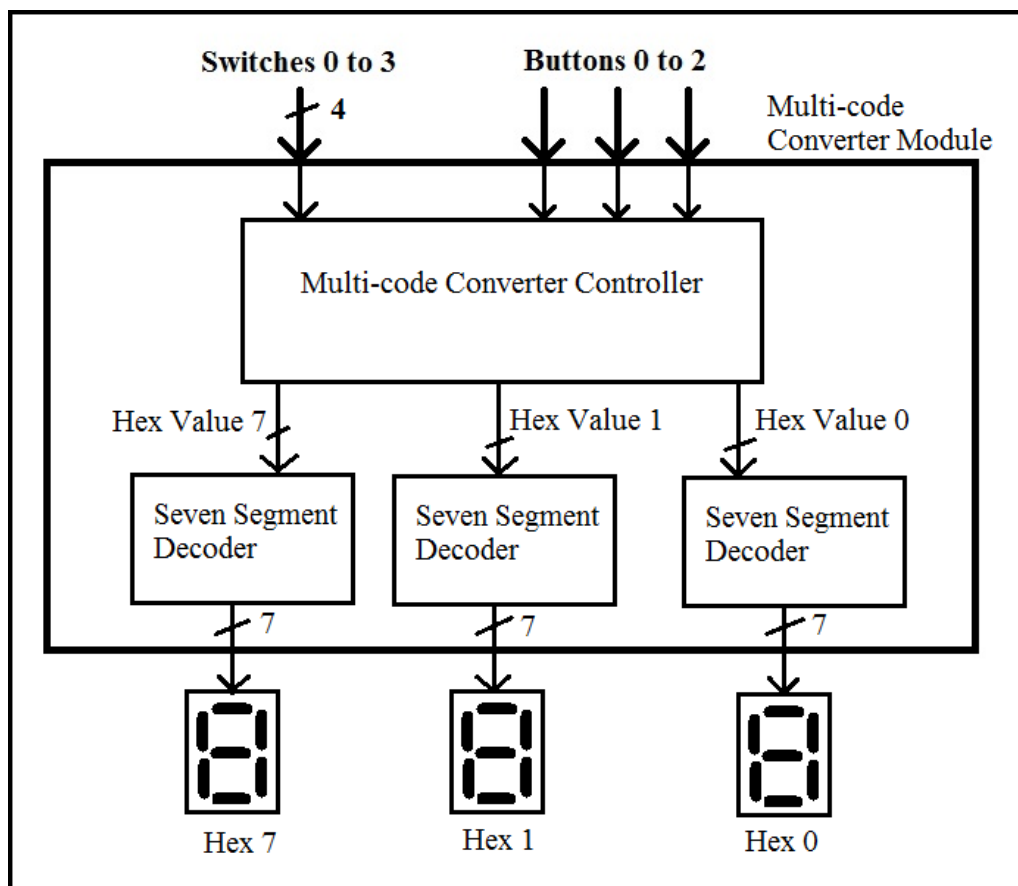 Switches 0 to 3
Buttons 0 to 2
4
Multi-code
Converter Module
Multi-code Converter Controller
Hex Value 7
Hex Value 1
Hex Value 0
Seven Segment
Decoder
Seven Segment
Decoder
Seven Segment
Decoder
7
7
7
Hex 7
Hex 1
Hex 0